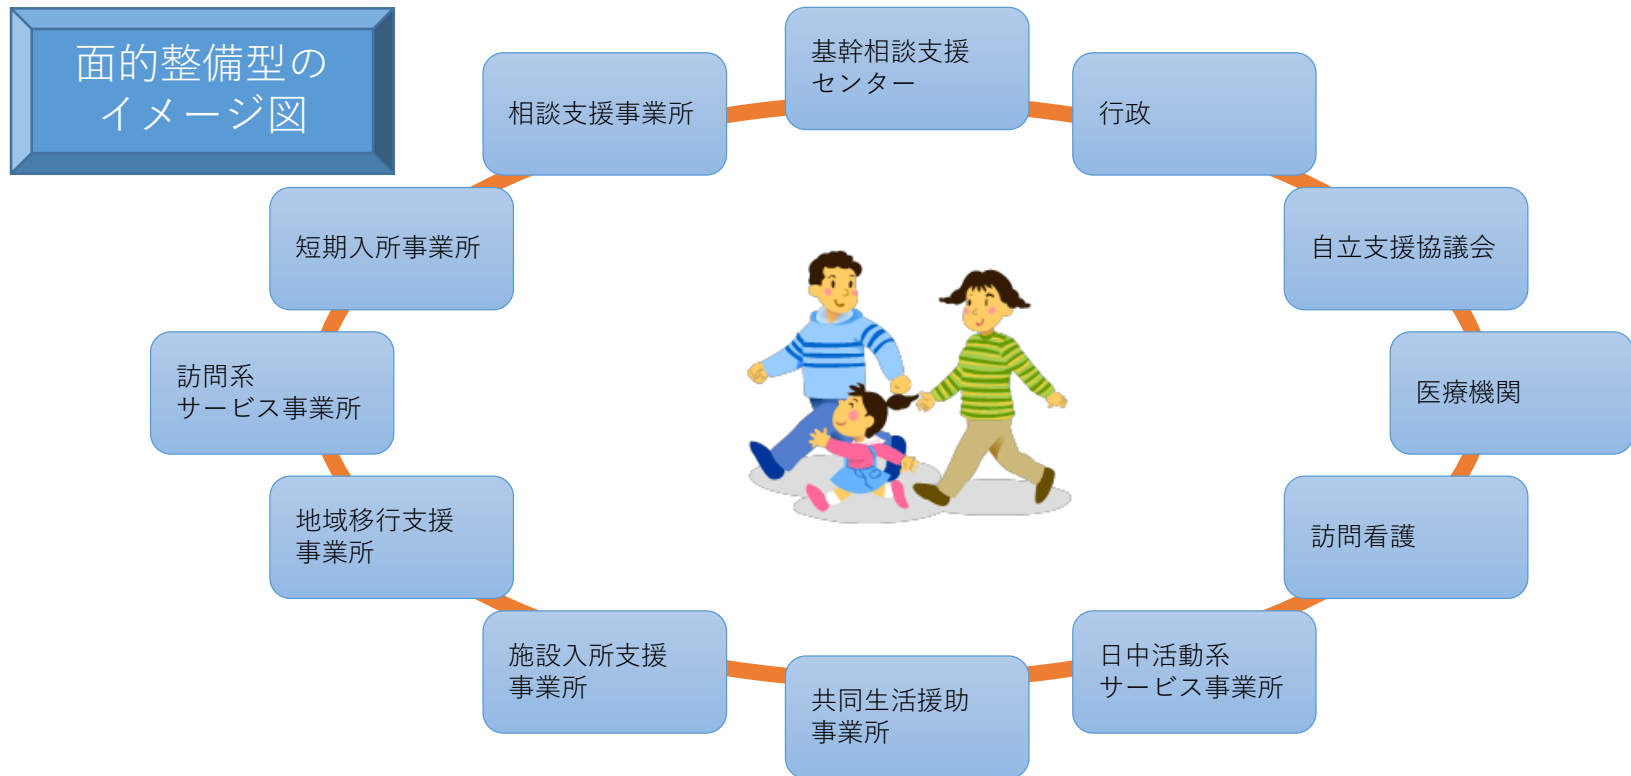 面的整備型の
イメージ図
基幹相談支援
センター
行政
自立支援協議会
医療機関
訪問看護
日中活動系
サービス事業所
共同生活援助
事業所
施設入所支援
事業所
地域移行支援
事業所
訪問系
サービス事業所
短期入所事業所
相談支援事業所